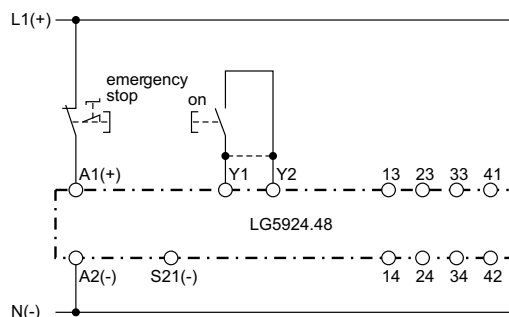 L1(+)
emergency
stop
on
A1(+) Y1 Y2 13 23 33 41
LG5924.48
A2(-) S21(-) 14 24 34 42
N(-)